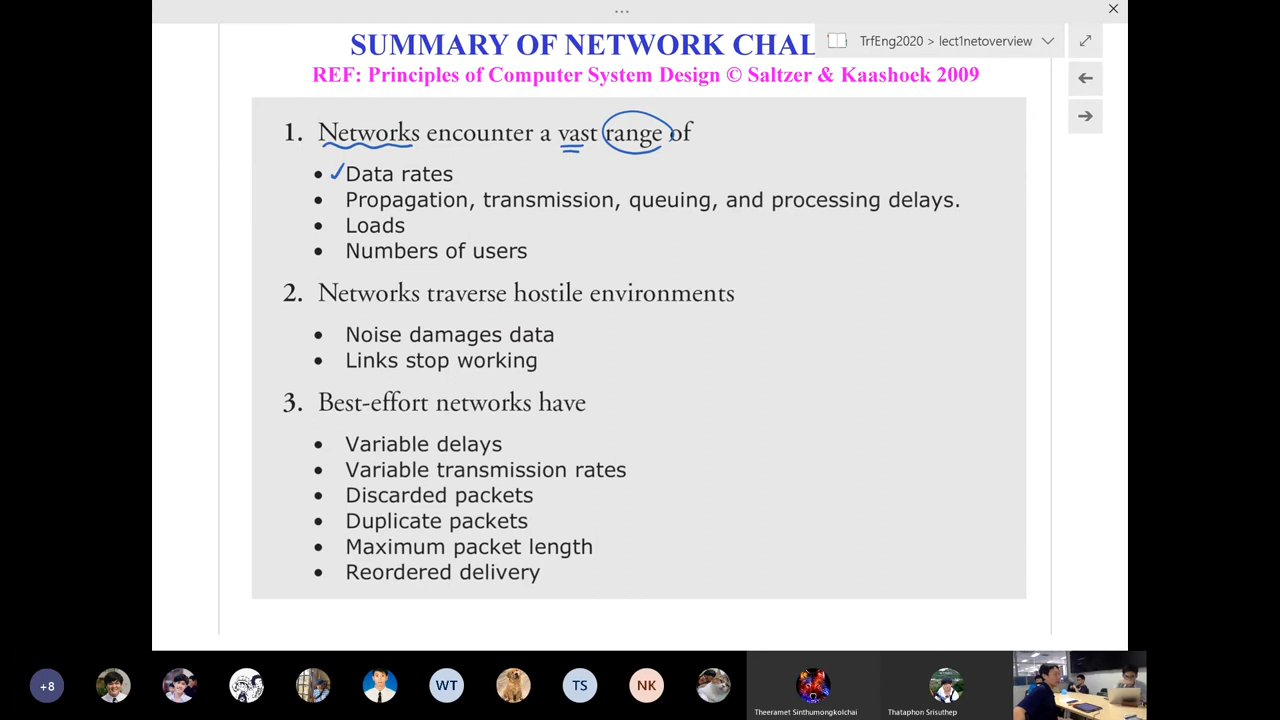 SUMMARY OF NETWORK CHAL
TrfEng2020 > lect1netoverview
REF: Principles of Computer System Design © Saltzer & Kaashoek 2009
1. Networks encounter a vast range of
• Data rates
• Propagation, transmission, queuing, and processing delays.
• Loads
• Numbers of users
2. Networks traverse hostile environments
• Noise damages data
• Links stop working
3. Best-effort networks have
• Variable delays
• Variable transmission rates
• Discarded packets
• Duplicate packets
• Maximum packet length
• Reordered delivery
+8
WT
TS
NK
Theeramet Sinthumongkolchai
Thataphon Srisuthep